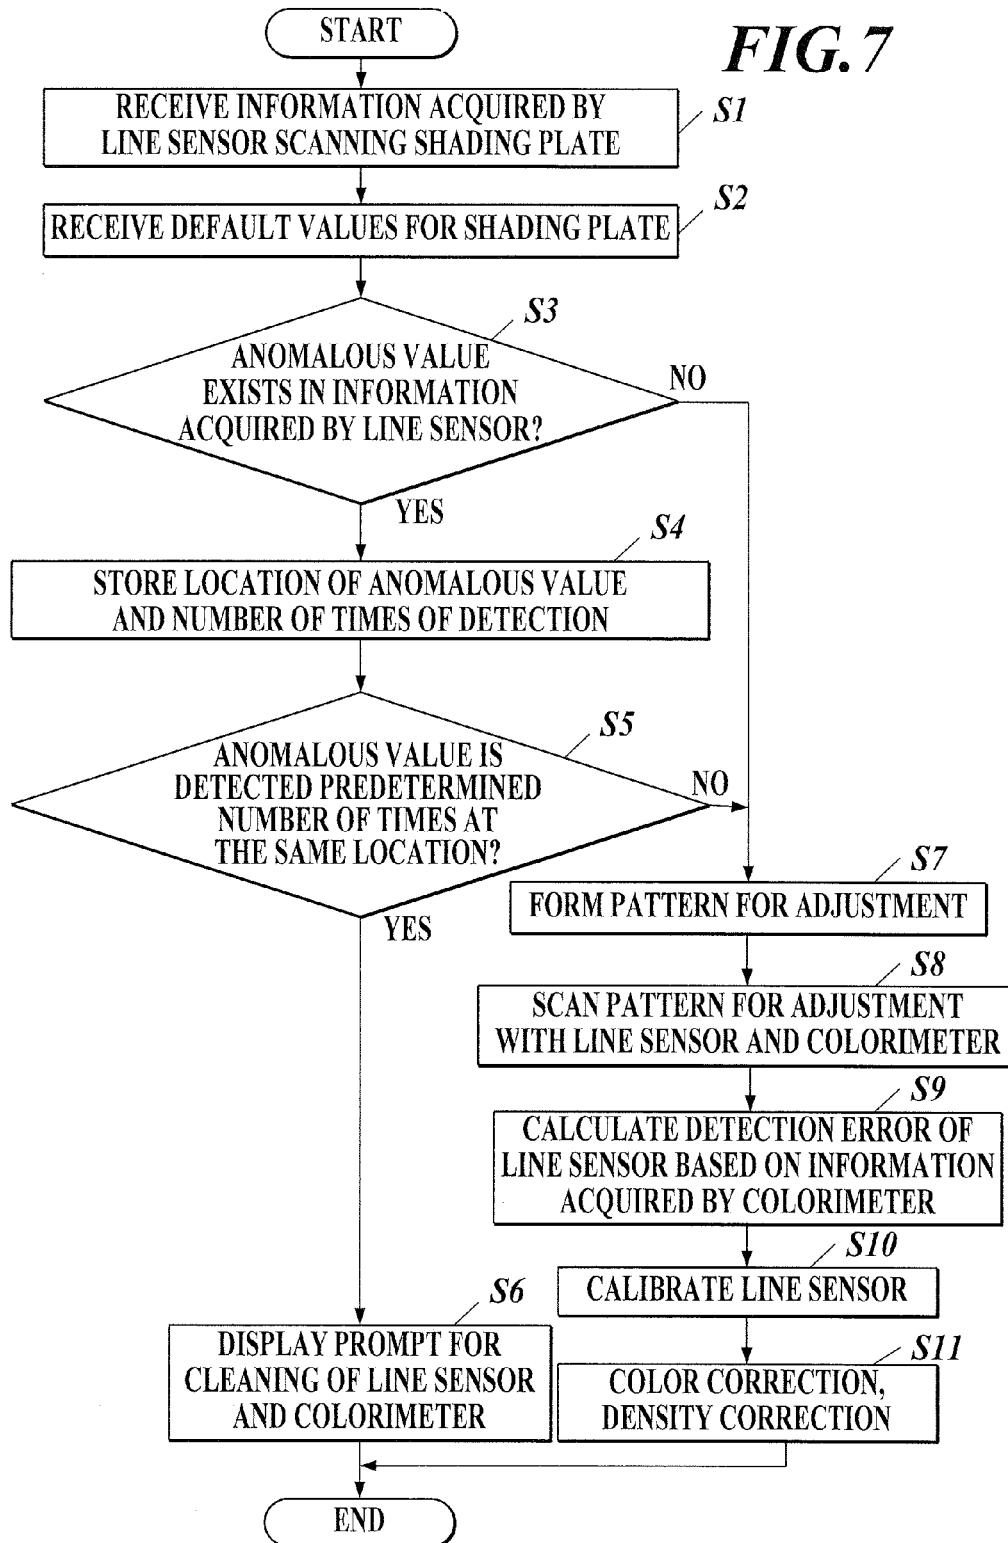 FIG. 7
START
RECEIVE INFORMATION ACQUIRED BY
LINE SENSOR SCANNING SHADING PLATE
S1
RECEIVE DEFAULT VALUES FOR SHADING PLATE
S2
S3
ANOMALOUS VALUE
EXISTS IN INFORMATION
ACQUIRED BY LINE SENSOR?
NO
YES
S4
STORE LOCATION OF ANOMALOUS VALUE
AND NUMBER OF TIMES OF DETECTION
S5
ANOMALOUS VALUE IS
DETECTED PREDETERMINED
NUMBER OF TIMES AT
THE SAME LOCATION?
NO
YES
S7
FORM PATTERN FOR ADJUSTMENT
S8
SCAN PATTERN FOR ADJUSTMENT
WITH LINE SENSOR AND COLORIMETER
S9
CALCULATE DETECTION ERROR OF
LINE SENSOR BASED ON INFORMATION
ACQUIRED BY COLORIMETER
S10
CALIBRATE LINE SENSOR
S6
DISPLAY PROMPT FOR
CLEANING OF LINE SENSOR
AND COLORIMETER
S11
COLOR CORRECTION,
DENSITY CORRECTION
END